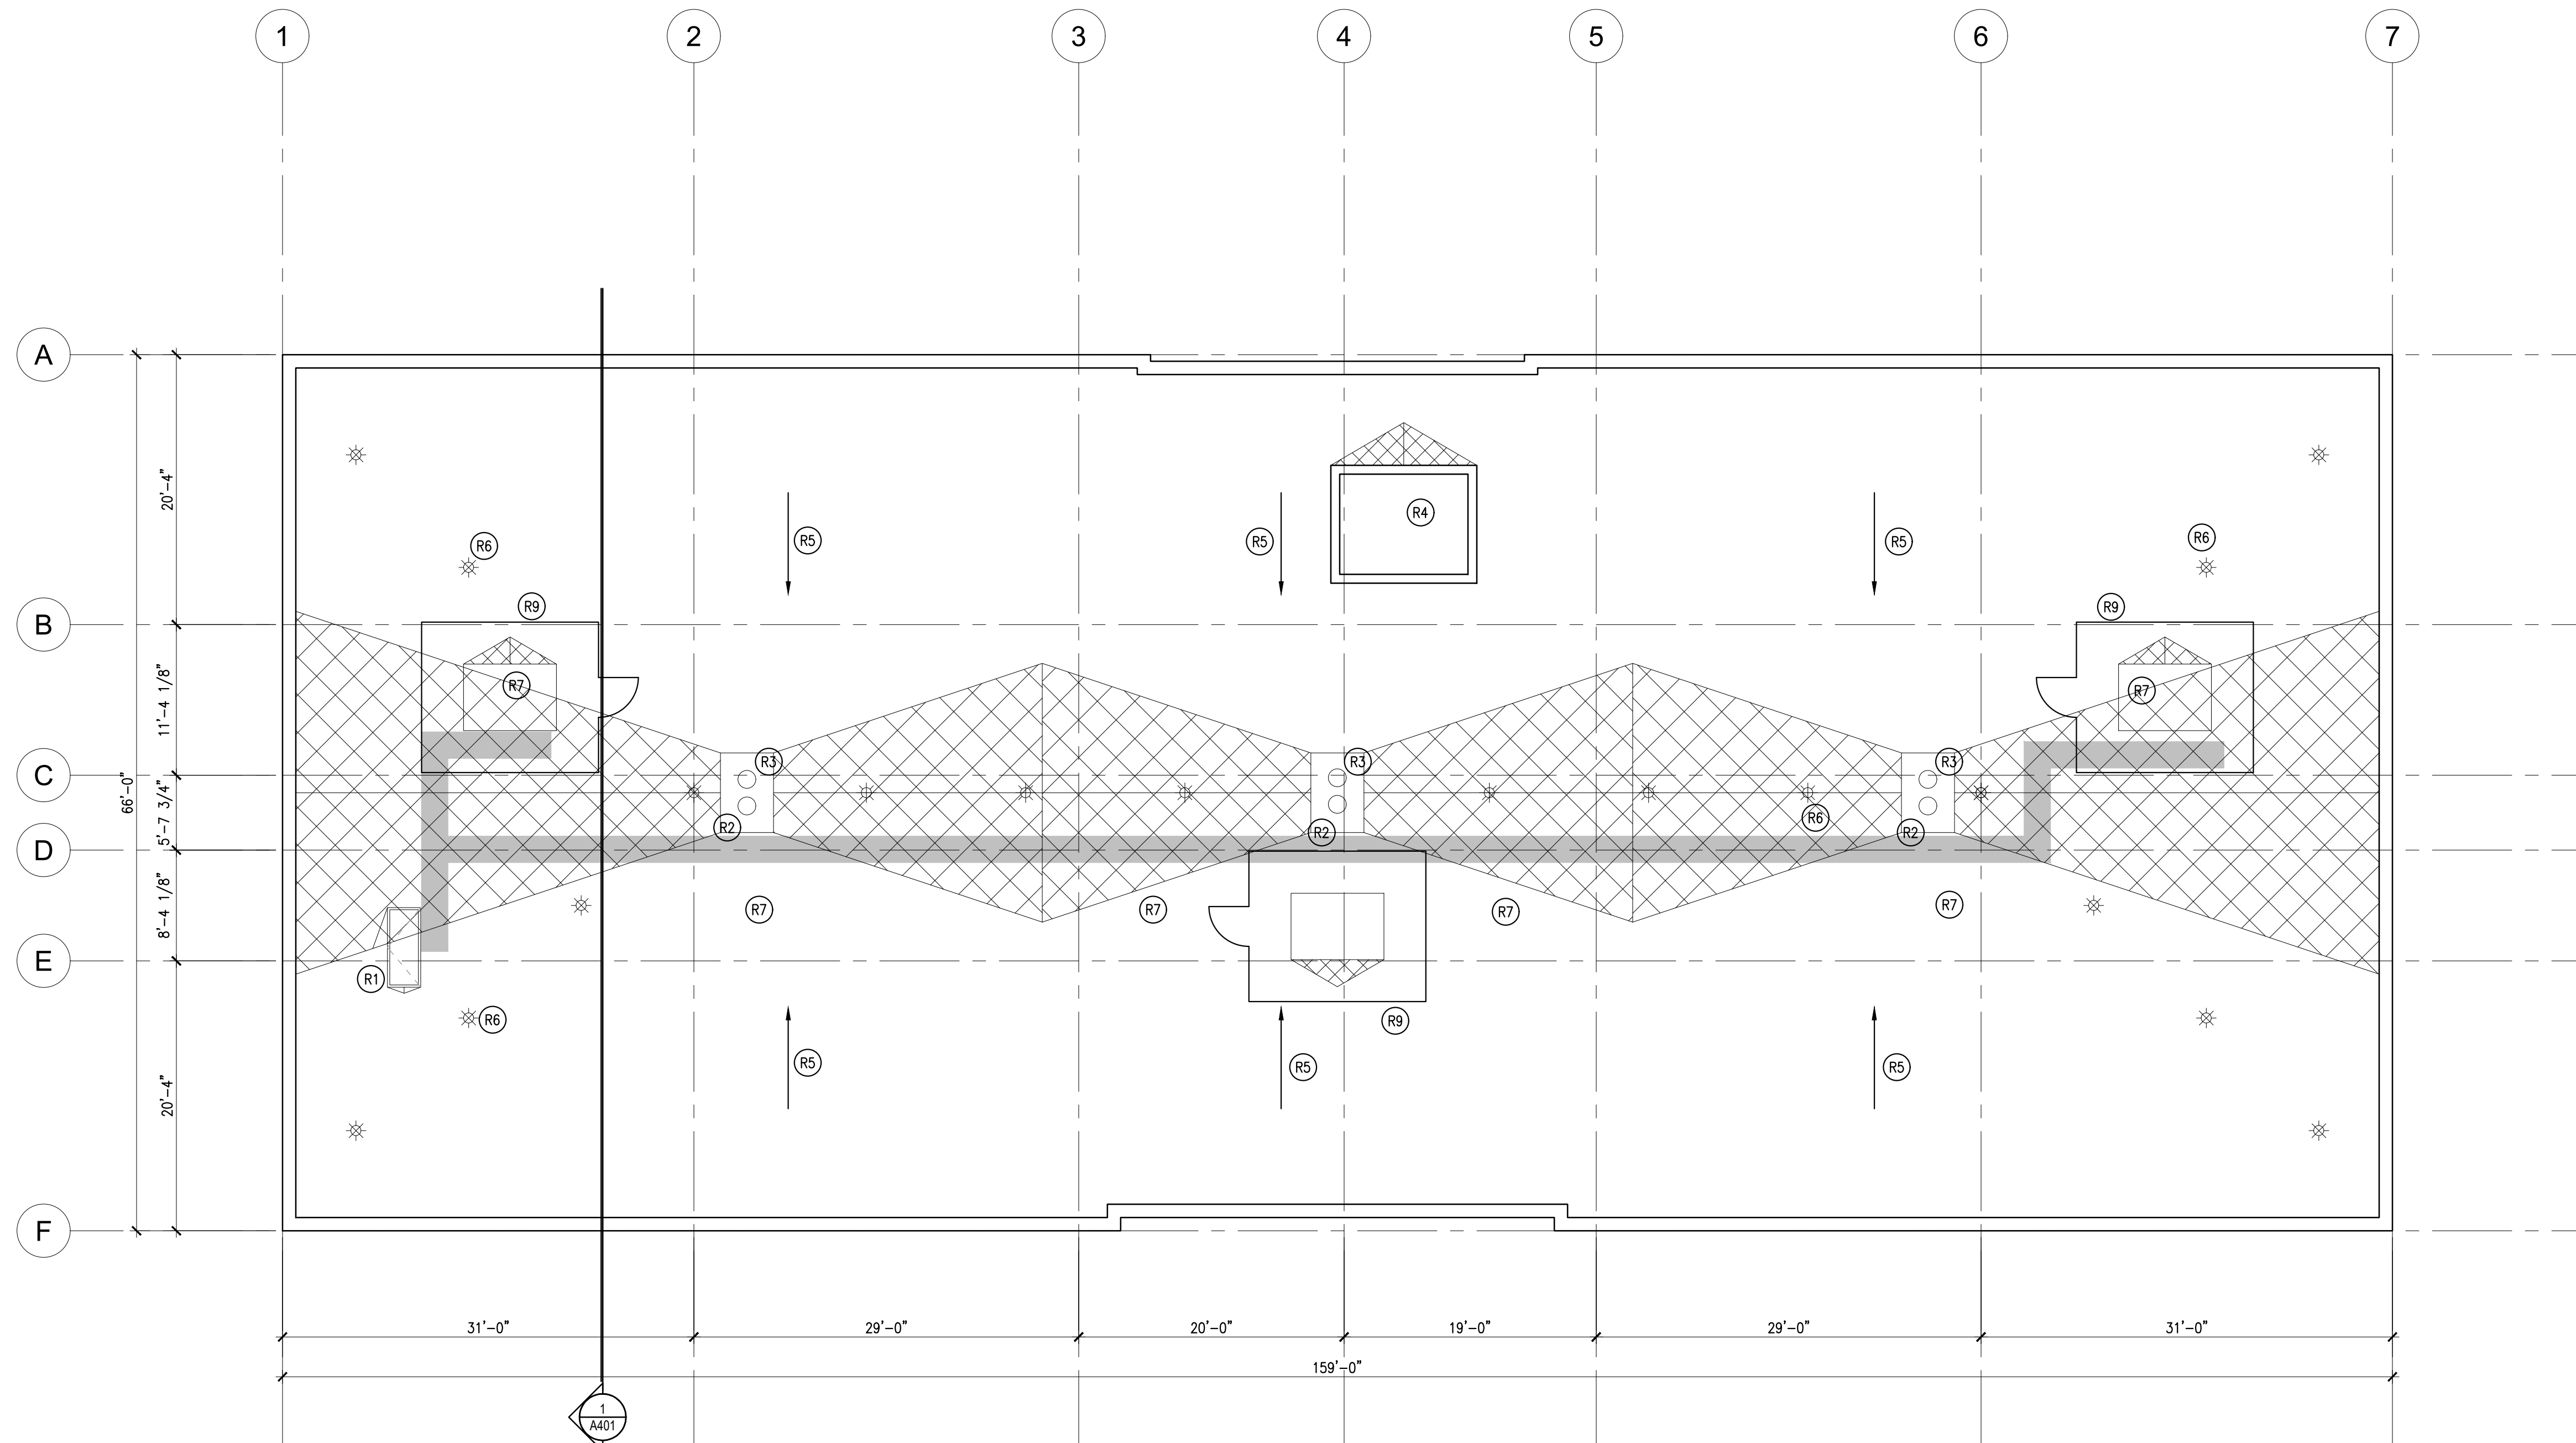 1
2
3
4
5
6
7
A
B
C
D
E
F
66'-0"
20'-4"
11'-4 1/8"
5'-7 3/4"
8'-4 1/8"
20'-4"
R5
R5
R4
R5
R6
R6
R9
R9
R7
R7
R3
R3
R3
R6
R2
R2
R2
R7
R7
R7
R7
R1
R6
R9
R5
R5
R5
31'-0"
29'-0"
20'-0"
19'-0"
29'-0"
31'-0"
159'-0"
1
A401